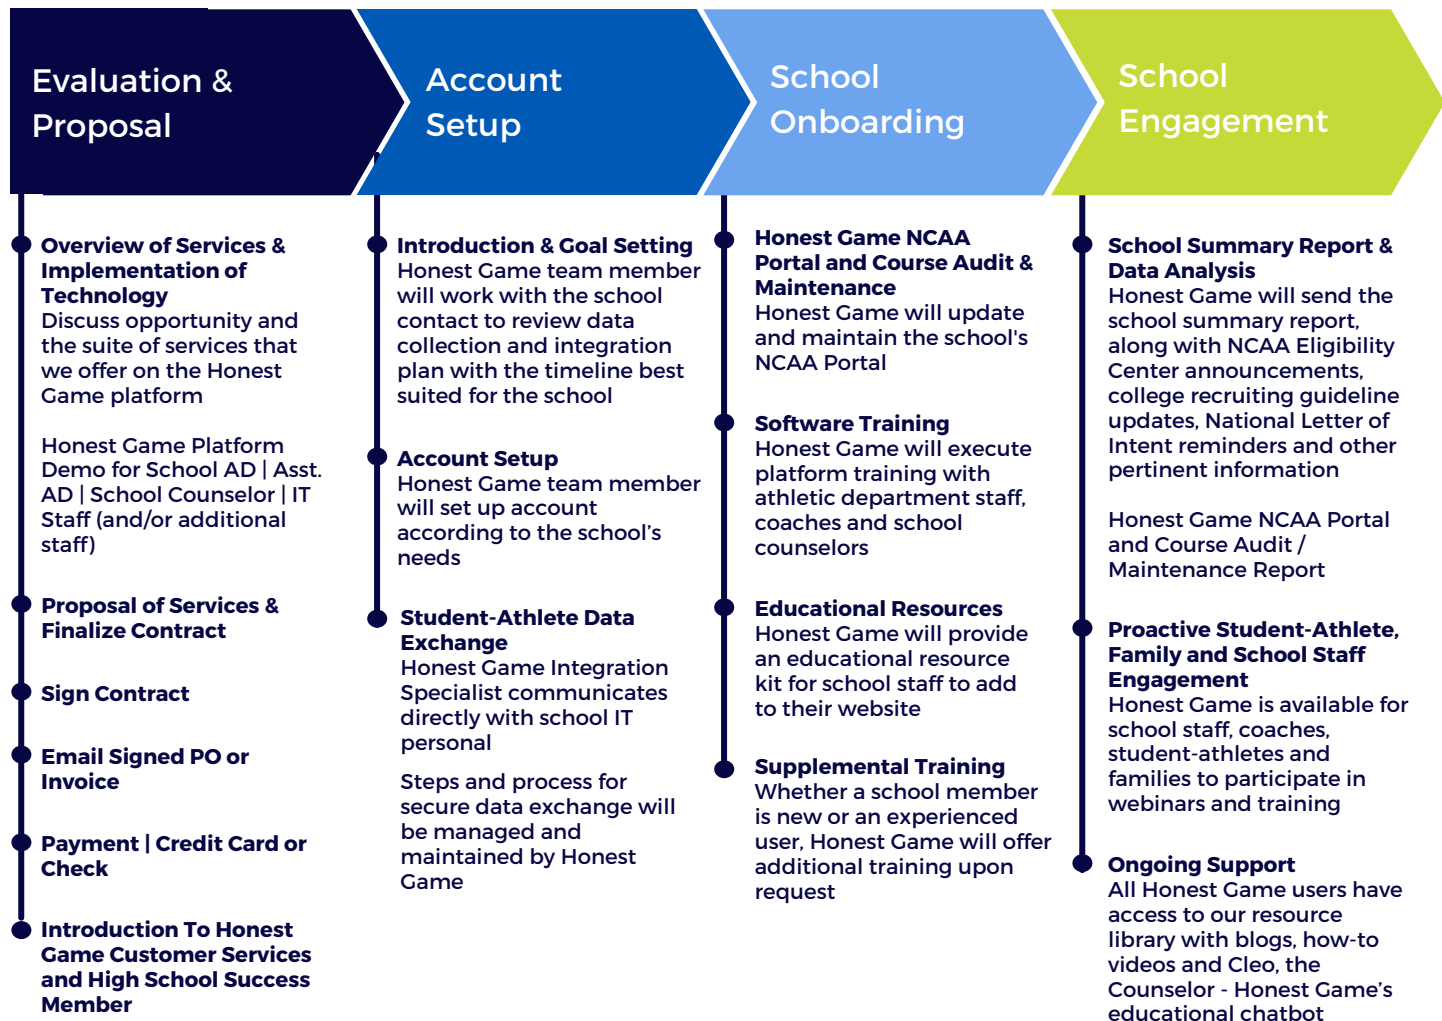 Evaluation &
Proposal
Account
Setup
School
Onboarding
School
Engagement
Overview of Services &
Implementation of
Technology
Discuss opportunity and
the suite of services that
we offer on the Honest
Game platform
Honest Game Platform
Demo for School AD | Asst.
AD | School Counselor | IT
Staff (and/or additional
staff)
Proposal of Services &
Finalize Contract
Sign Contract
Email Signed PO or
Invoice
Payment | Credit Card or
Check
Introduction To Honest
Game Customer Services
and High School Success
Member
Introduction & Goal Setting
Honest Game team member
will work with the school
contact to review data
collection and integration
plan with the timeline best
suited for the school
Account Setup
Honest Game team member
will set up account
according to the school’s
needs
Student-Athlete Data
Exchange
Honest Game Integration
Specialist communicates
directly with school IT
personal
Steps and process for
secure data exchange will
be managed and
maintained by Honest
Game
Honest Game NCAA
Portal and Course Audit &
Maintenance
Honest Game will update
and maintain the school's
NCAA Portal
Software Training
Honest Game will execute
platform training with
athletic department staff,
coaches and school
counselors
Educational Resources
Honest Game will provide
an educational resource
kit for school staff to add
to their website
Supplemental Training
Whether a school member
is new or an experienced
user, Honest Game will offer
additional training upon
request
School Summary Report &
Data Analysis
Honest Game will send the
school summary report,
along with NCAA Eligibility
Center announcements,
college recruiting guideline
updates, National Letter of
Intent reminders and other
pertinent information
Honest Game NCAA Portal
and Course Audit /
Maintenance Report
Proactive Student-Athlete,
Family and School Staff
Engagement
Honest Game is available for
school staff, coaches,
student-athletes and
families to participate in
webinars and training
Ongoing Support
All Honest Game users have
access to our resource
library with blogs, how-to
videos and Cleo, the
Counselor - Honest Game’s
educational chatbot